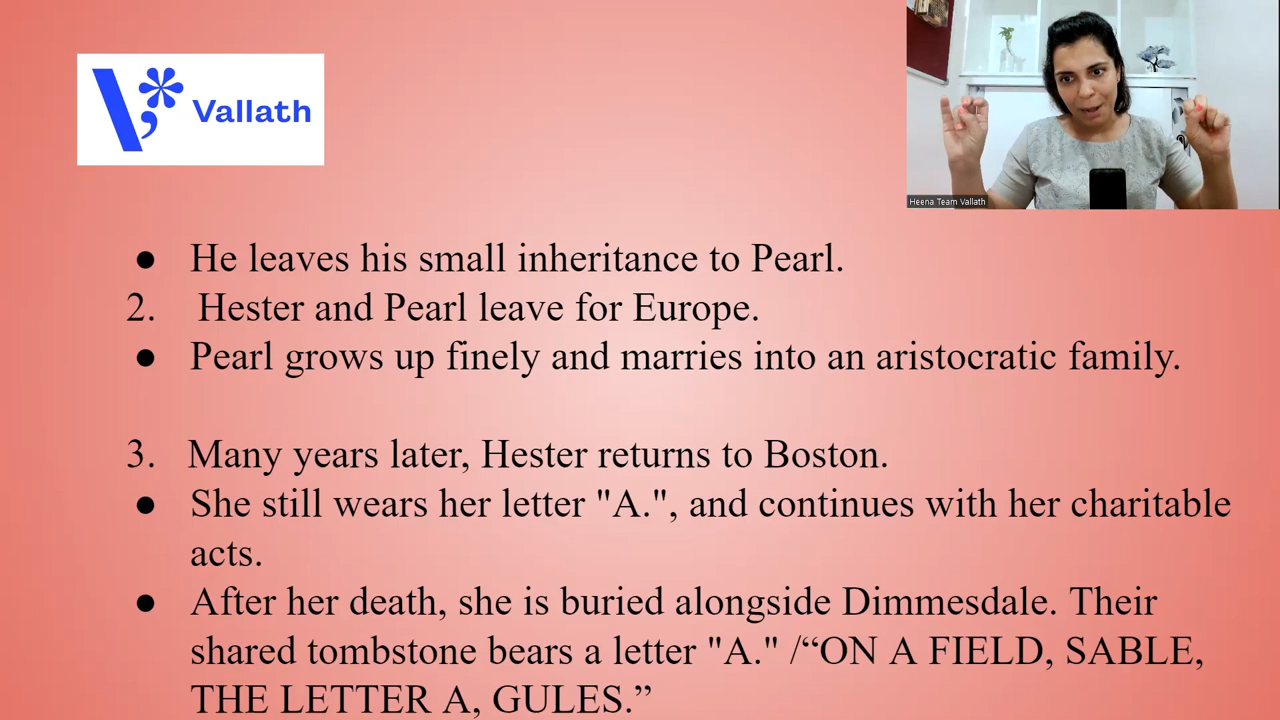 Vallath
Heena Team Vallath
● He leaves his small inheritance to Pearl.
2. Hester and Pearl leave for Europe.
● Pearl grows up finely and marries into an aristocratic family.
3. Many years later, Hester returns to Boston.
● She still wears her letter "A.", and continues with her charitable
acts.
● After her death, she is buried alongside Dimmesdale. Their
shared tombstone bears a letter "A." /“ON A FIELD, SABLE,
THE LETTER A, GULES.”